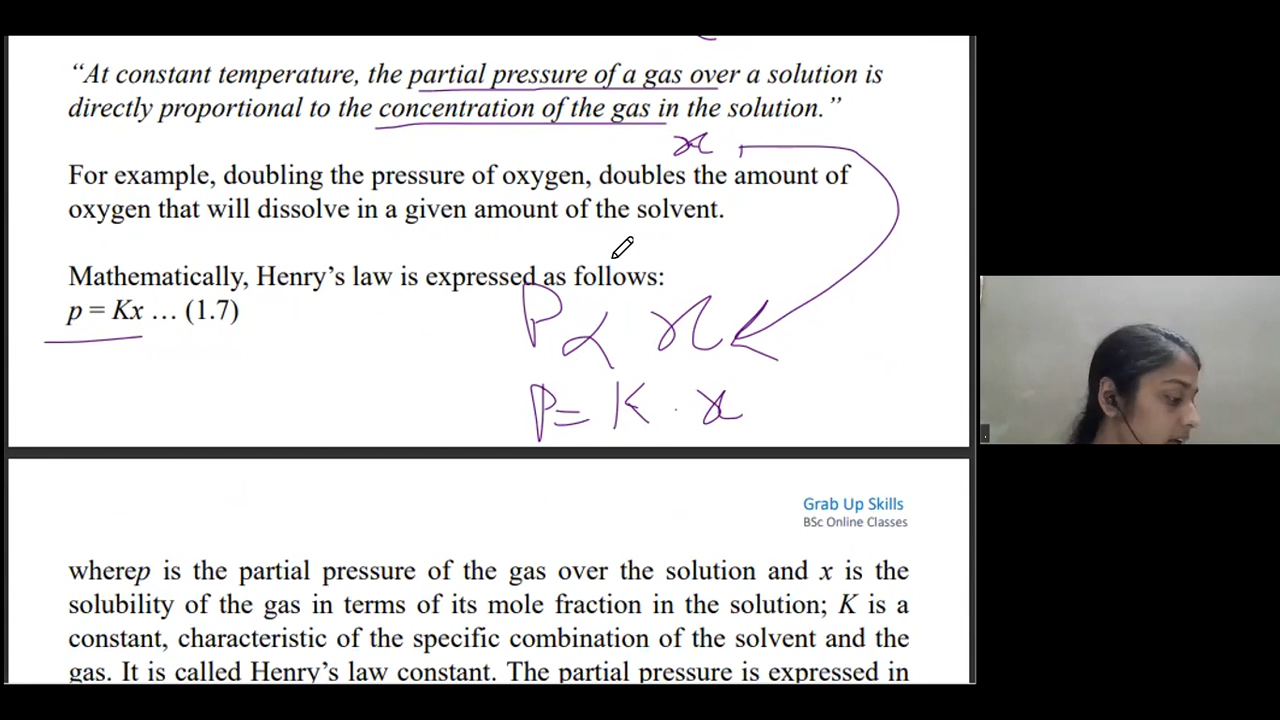 “At constant temperature, the partial pressure of a gas over a solution is
directly proportional to the concentration of the gas in the solution.”
x
For example, doubling the pressure of oxygen, doubles the amount of
oxygen that will dissolve in a given amount of the solvent.
Mathematically, Henry’s law is expressed as follows:
p = Kx … (1.7)
P ∝ x
P = K . x
Grab Up Skills
BSc Online Classes
wherep is the partial pressure of the gas over the solution and x is the
solubility of the gas in terms of its mole fraction in the solution; K is a
constant, characteristic of the specific combination of the solvent and the
gas. It is called Henry’s law constant. The partial pressure is expressed in